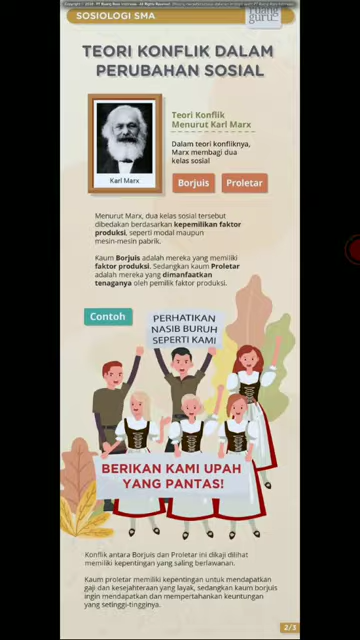 SOSIOLOGI SMA
ruang
guru
TEORI KONFLIK DALAM
PERUBAHAN SOSIAL
Karl Marx
Teori Konflik
Menurut Karl Marx
Dalam teori konfliknya,
Marx membagi dua
kelas sosial
Borjuis
Proletar
Menurut Marx, dua kelas sosial tersebut
dibedakan berdasarkan kepemilikan faktor
produksi, seperti modal maupun
mesin-mesin pabrik.
Kaum Borjuis adalah mereka yang memiliki
faktor produksi. Sedangkan kaum Proletar
adalah mereka yang dimanfaatkan
tenaganya oleh pemilik faktor produksi.
Contoh
PERHATIKAN
NASIB BURUH
SEPERTI KAMI
BERIKAN KAMI UPAH
YANG PANTAS!
Konflik antara Borjuis dan Proletar ini dikaji dilihat
memiliki kepentingan yang saling berlawanan.
Kaum proletar memiliki kepentingan untuk mendapatkan
gaji dan kesejahteraan yang layak, sedangkan kaum borjuis
ingin mendapatkan dan mempertahankan keuntungan
yang setinggi-tingginya.
2/3